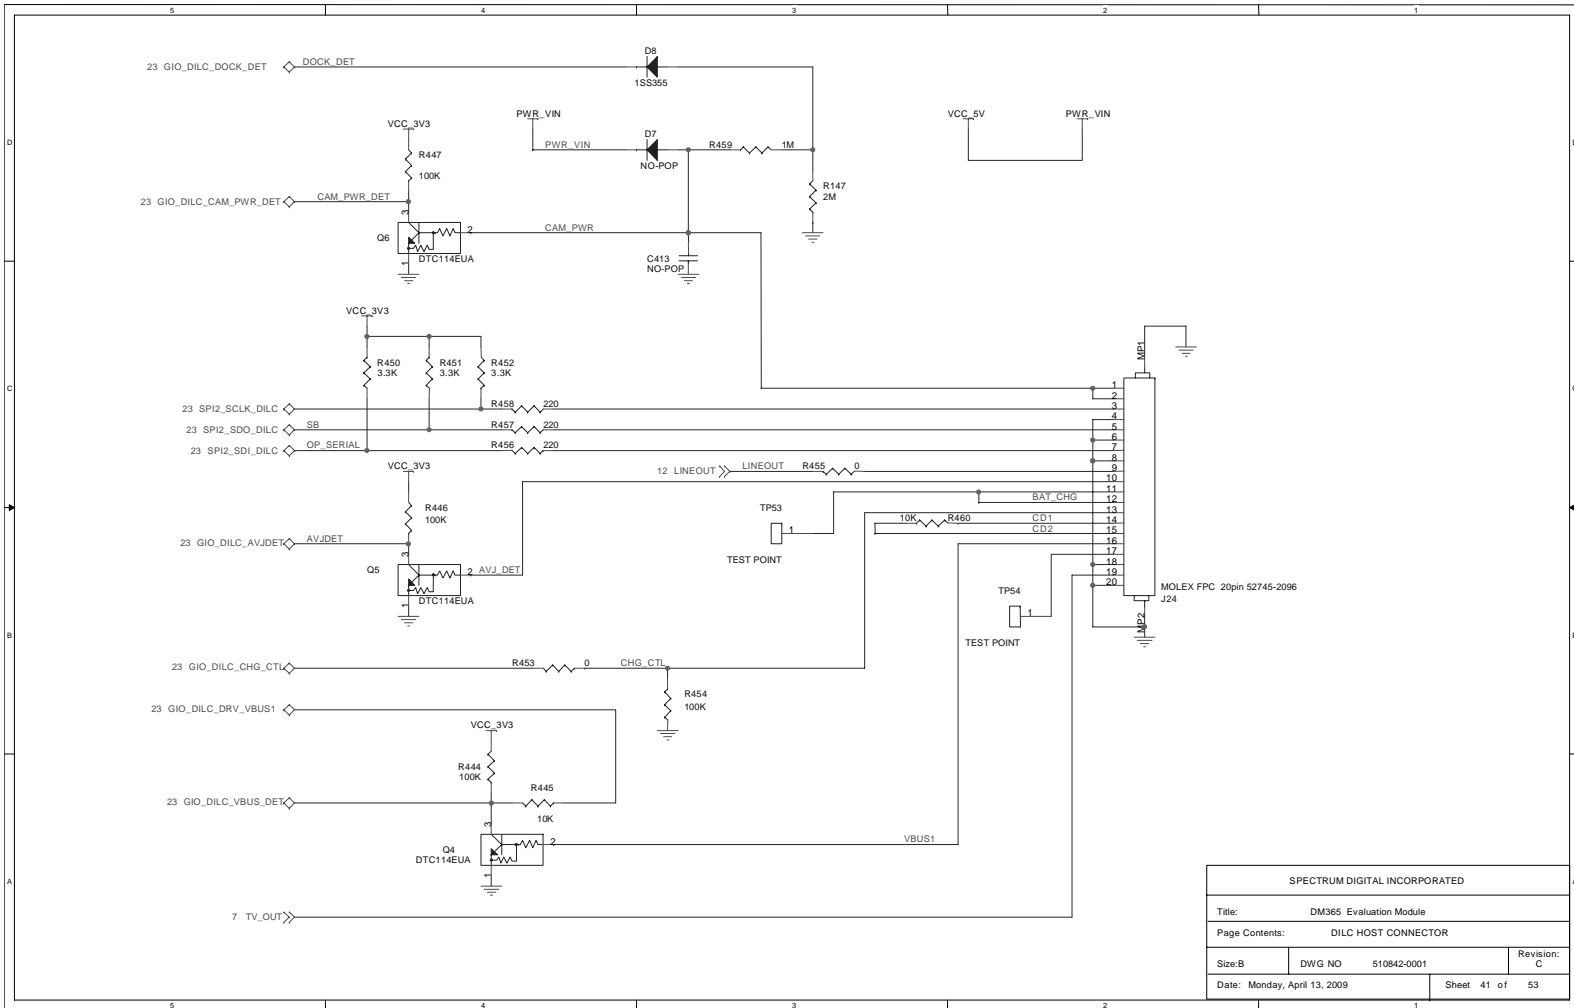 5 4 3 2 1
D
D
C
C
B
B
A
A
23 GIO_DILC_DOCK_DET DOCK_DET
D8
1SS355
VCC_3V3
PWR_VIN
VCC_5V PWR_VIN
R447
100K
PWR_VIN
D7
NO-POP
R459 1M
R147
2M
23 GIO_DILC_CAM_PWR_DET CAM_PWR_DET
3
Q6
2
CAM_PWR
1
DTC114EUA
C413
NO-POP
VCC_3V3
R450
3.3K
R451
3.3K
R452
3.3K
MP1
23 SPI2_SCLK_DILC
R458 220
23 SPI2_SDO_DILC SB
R457 220
23 SPI2_SDI_DILC OP_SERIAL
R456 220
1
2
3
4
5
6
7
8
9
10
11
12
13
14
15
16
17
18
19
20
12 LINEOUT LINEOUT R455 0
VCC_3V3
R446
100K
BAT_CHG
TP53
1
TEST POINT
10K R460 CD1
CD2
23 GIO_DILC_AVJDET AVJDET
3
Q5
2 AVJ_DET
1
DTC114EUA
MOLEX FPC 20pin 52745-2096
J24
TP54
1
TEST POINT
MP2
23 GIO_DILC_CHG_CTL
R453 0 CHG_CTL
R454
100K
23 GIO_DILC_DRV_VBUS1
VCC_3V3
R444
100K
R445
10K
23 GIO_DILC_VBUS_DET
3
Q4
DTC114EUA
2
1
VBUS1
7 TV_OUT
SPECTRUM DIGITAL INCORPORATED
Title: DM365 Evaluation Module
Page Contents: DILC HOST CONNECTOR
Size:B DWG NO 510842-0001 Revision: C
Date: Monday, April 13, 2009 Sheet 41 of 53
5 4 3 2 1